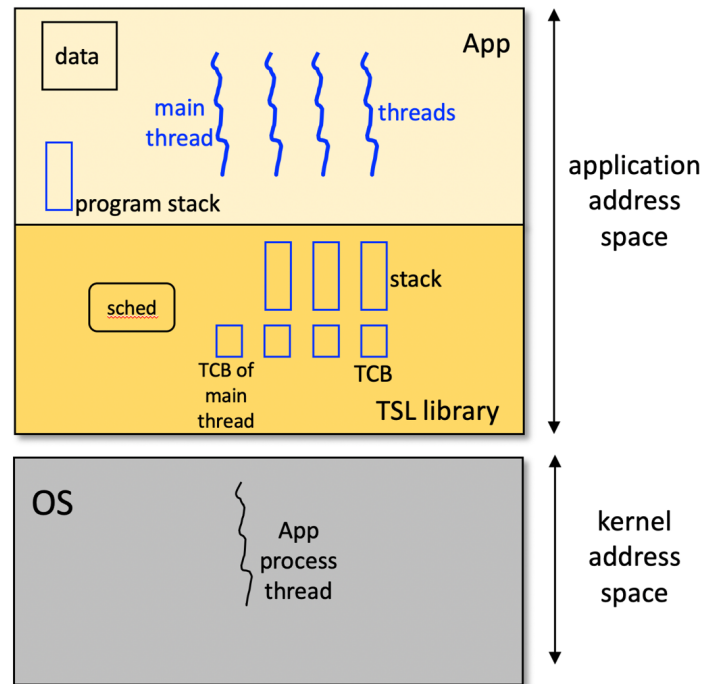 data
App
main
thread
threads
program stack
application
address
space
stack
sched
TCB of
main
thread
TCB
TSL library
OS
App
process
thread
kernel
address
space